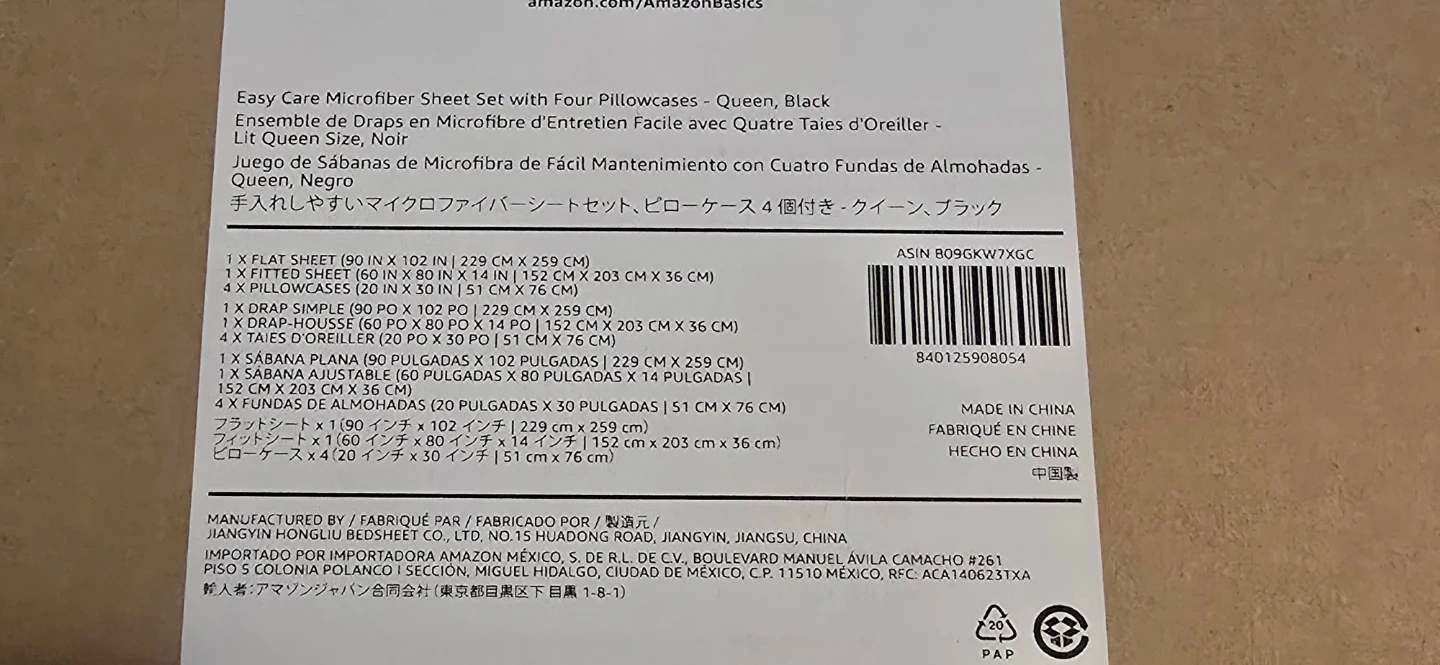 amazon.com/AmazonBasics
Easy Care Microfiber Sheet Set with Four Pillowcases - Queen, Black
Ensemble de Draps en Microfibre d'Entretien Facile avec Quatre Taies d'Oreiller -
Lit Queen Size, Noir
Juego de Sábanas de Microfibra de Fácil Mantenimiento con Cuatro Fundas de Almohadas -
Queen, Negro
手入れしやすいマイクロファイバーシートセット、ピローケース 4 個付き - クイーン、ブラック
1 X FLAT SHEET (90 IN X 102 IN | 229 CM X 259 CM)
1 X FITTED SHEET (60 IN X 80 IN X 14 IN | 152 CM X 203 CM X 36 CM)
4 X PILLOWCASES (20 IN X 30 IN | 51 CM X 76 CM)
1 X DRAP SIMPLE (90 PO X 102 PO | 229 CM X 259 CM)
1 X DRAP-HOUSSE (60 PO X 80 PO X 14 PO | 152 CM X 203 CM X 36 CM)
4 X TAIES D'OREILLER (20 PO X 30 PO | 51 CM X 76 CM)
1 X SÁBANA PLANA (90 PULGADAS X 102 PULGADAS | 229 CM X 259 CM)
1 X SÁBANA AJUSTABLE (60 PULGADAS X 80 PULGADAS X 14 PULGADAS |
152 CM X 203 CM X 36 CM)
4 X FUNDAS DE ALMOHADAS (20 PULGADAS X 30 PULGADAS | 51 CM X 76 CM)
フラットシート x 1 (90 インチ x 102 インチ | 229 cm x 259 cm)
フィットシート x 1 (60 インチ x 80 インチ x 14 インチ | 152 cm x 203 cm x 36 cm)
ピローケース x 4 (20 インチ x 30 インチ | 51 cm x 76 cm)
ASIN B09GKW7XGC
840125908054
MADE IN CHINA
FABRIQUÉ EN CHINE
HECHO EN CHINA
中国製
MANUFACTURED BY / FABRIQUÉ PAR / FABRICADO POR / 製造元 /
JIANGYIN HONGLIU BEDSHEET CO., LTD, NO.15 HUADONG ROAD, JIANGYIN, JIANGSU, CHINA
IMPORTADO POR IMPORTADORA AMAZON MÉXICO, S. DE R.L. DE C.V., BOULEVARD MANUEL ÁVILA CAMACHO #261
PISO 5 COLONIA POLANCO I SECCIÓN, MIGUEL HIDALGO, CIUDAD DE MÉXICO, C.P. 11510 MÉXICO, RFC: ACA140623TXA
輸入者:アマゾンジャパン合同会社 (東京都目黒区下 目黒 1-8-1)
20
PAP